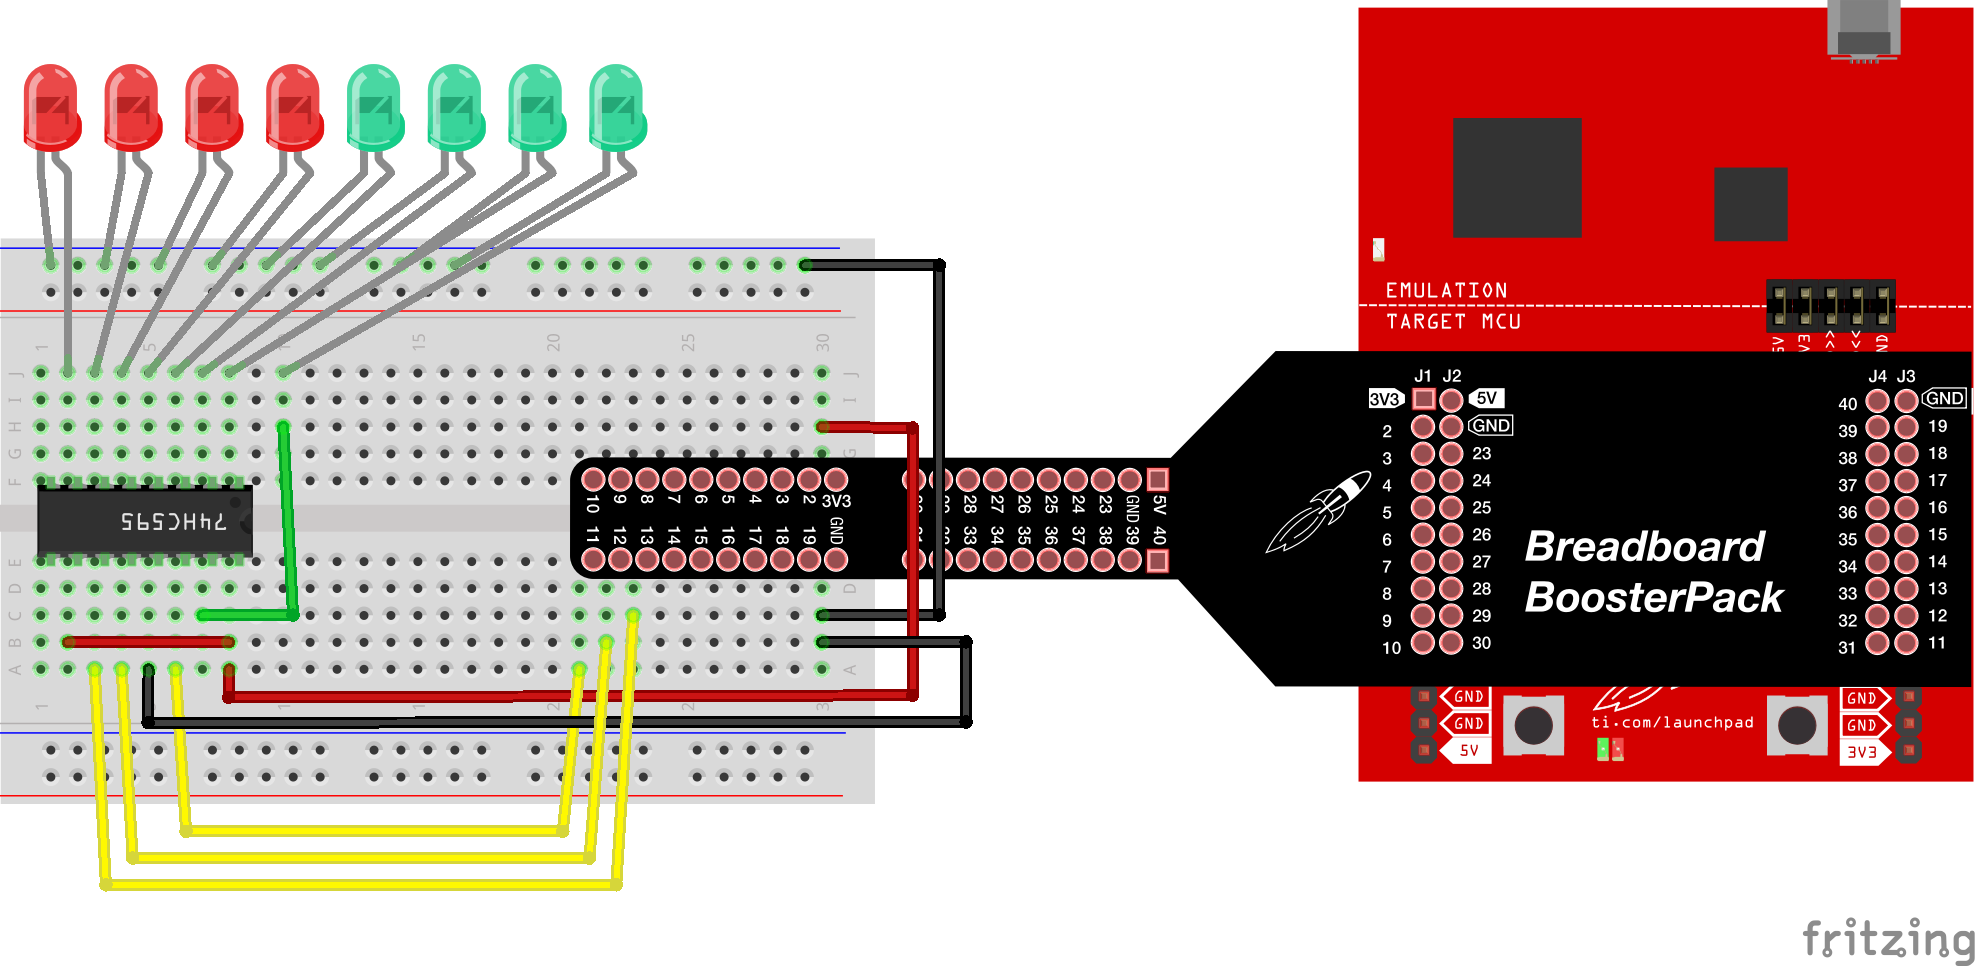 EMULATION
TARGET MCU
5V 3V3 >> << GND
1 5 15 20 25 30
J J
I I
H
G G
F
E
D D
C
B
A A
1
74HC595
10 9 8 7 6 5 4 3 2 3V3
11 12 13 14 15 16 17 18 19 GND
28 27 26 25 24 23 GND 5V
33 34 35 36 37 38 39 40
J1 J2
3V3 5V
2 GND
3 23
4 24
5 25
6 26
7 27
8 28
9 29
10 30
Breadboard
BoosterPack
J4 J3
40 GND
39 19
38 18
37 17
36 16
35 15
34 14
33 13
32 12
31 11
GND
GND
5V
ti.com/launchpad
GND
GND
3V3
fritzing